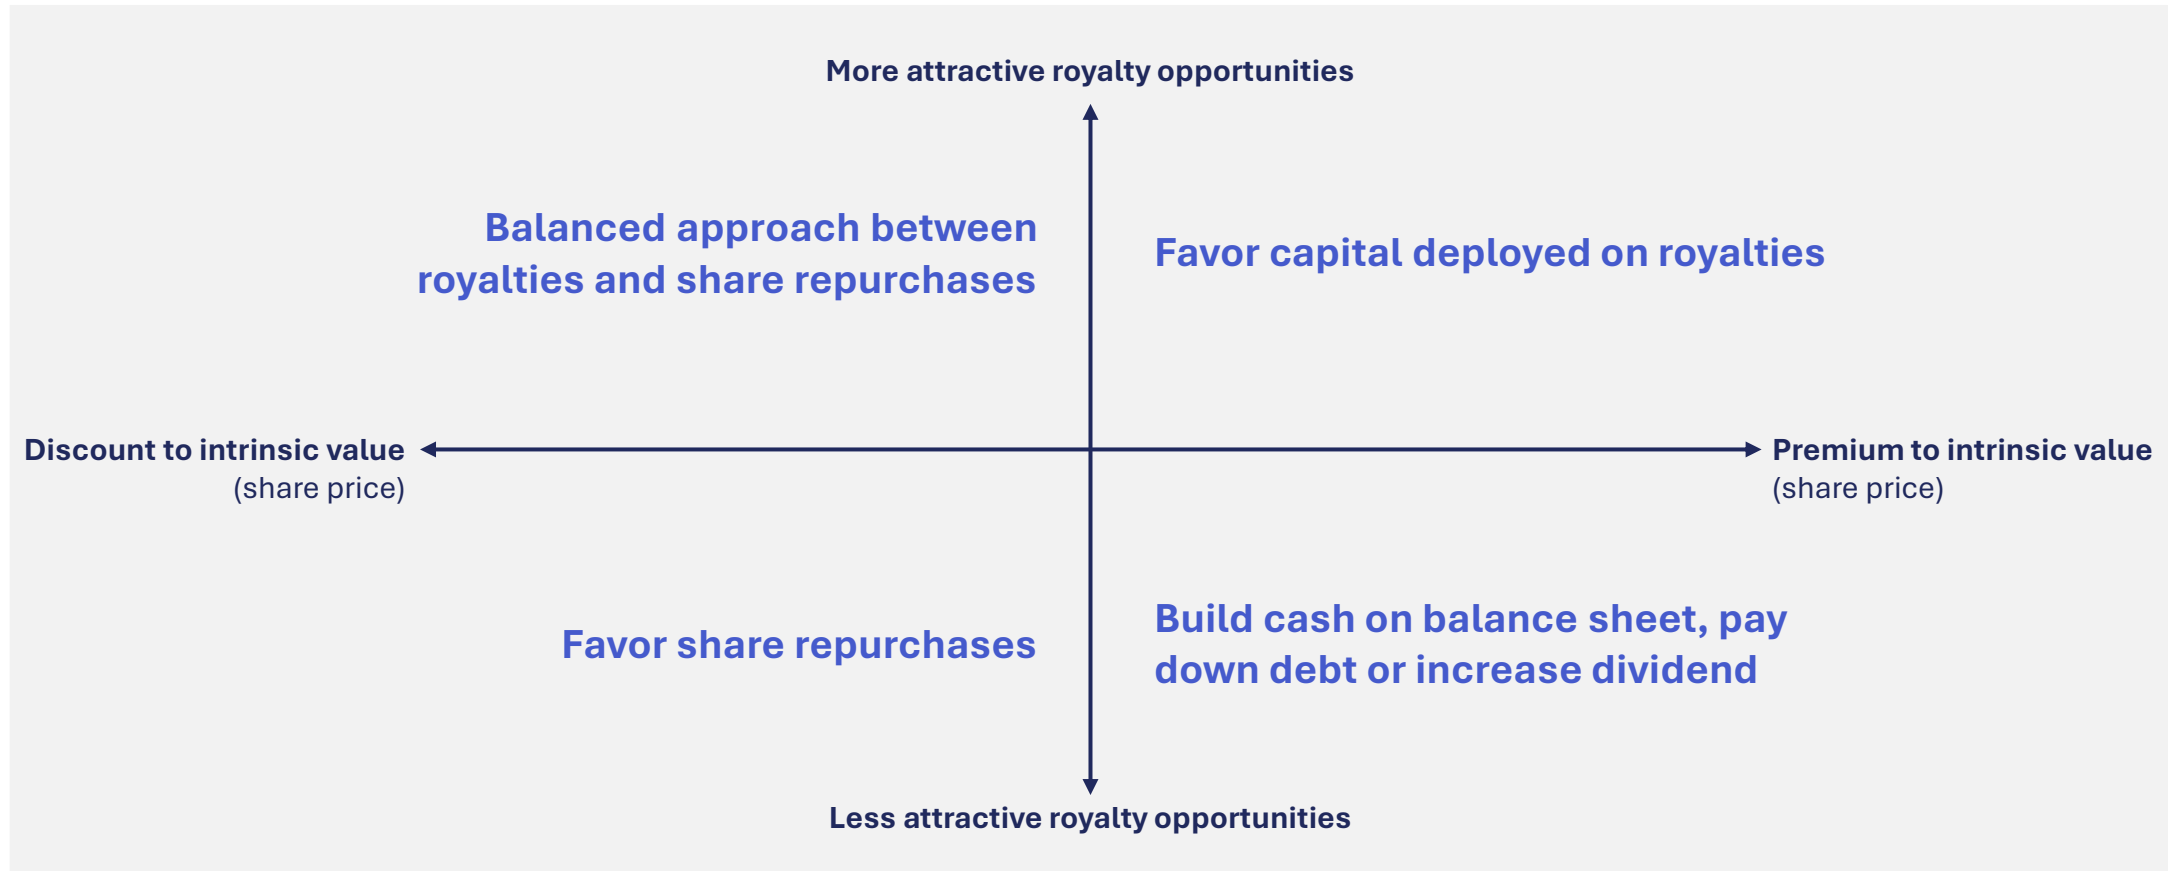 More attractive royalty opportunities
Balanced approach between
royalties and share repurchases
Favor capital deployed on royalties
Discount to intrinsic value
(share price)
Premium to intrinsic value
(share price)
Favor share repurchases
Build cash on balance sheet, pay
down debt or increase dividend
Less attractive royalty opportunities